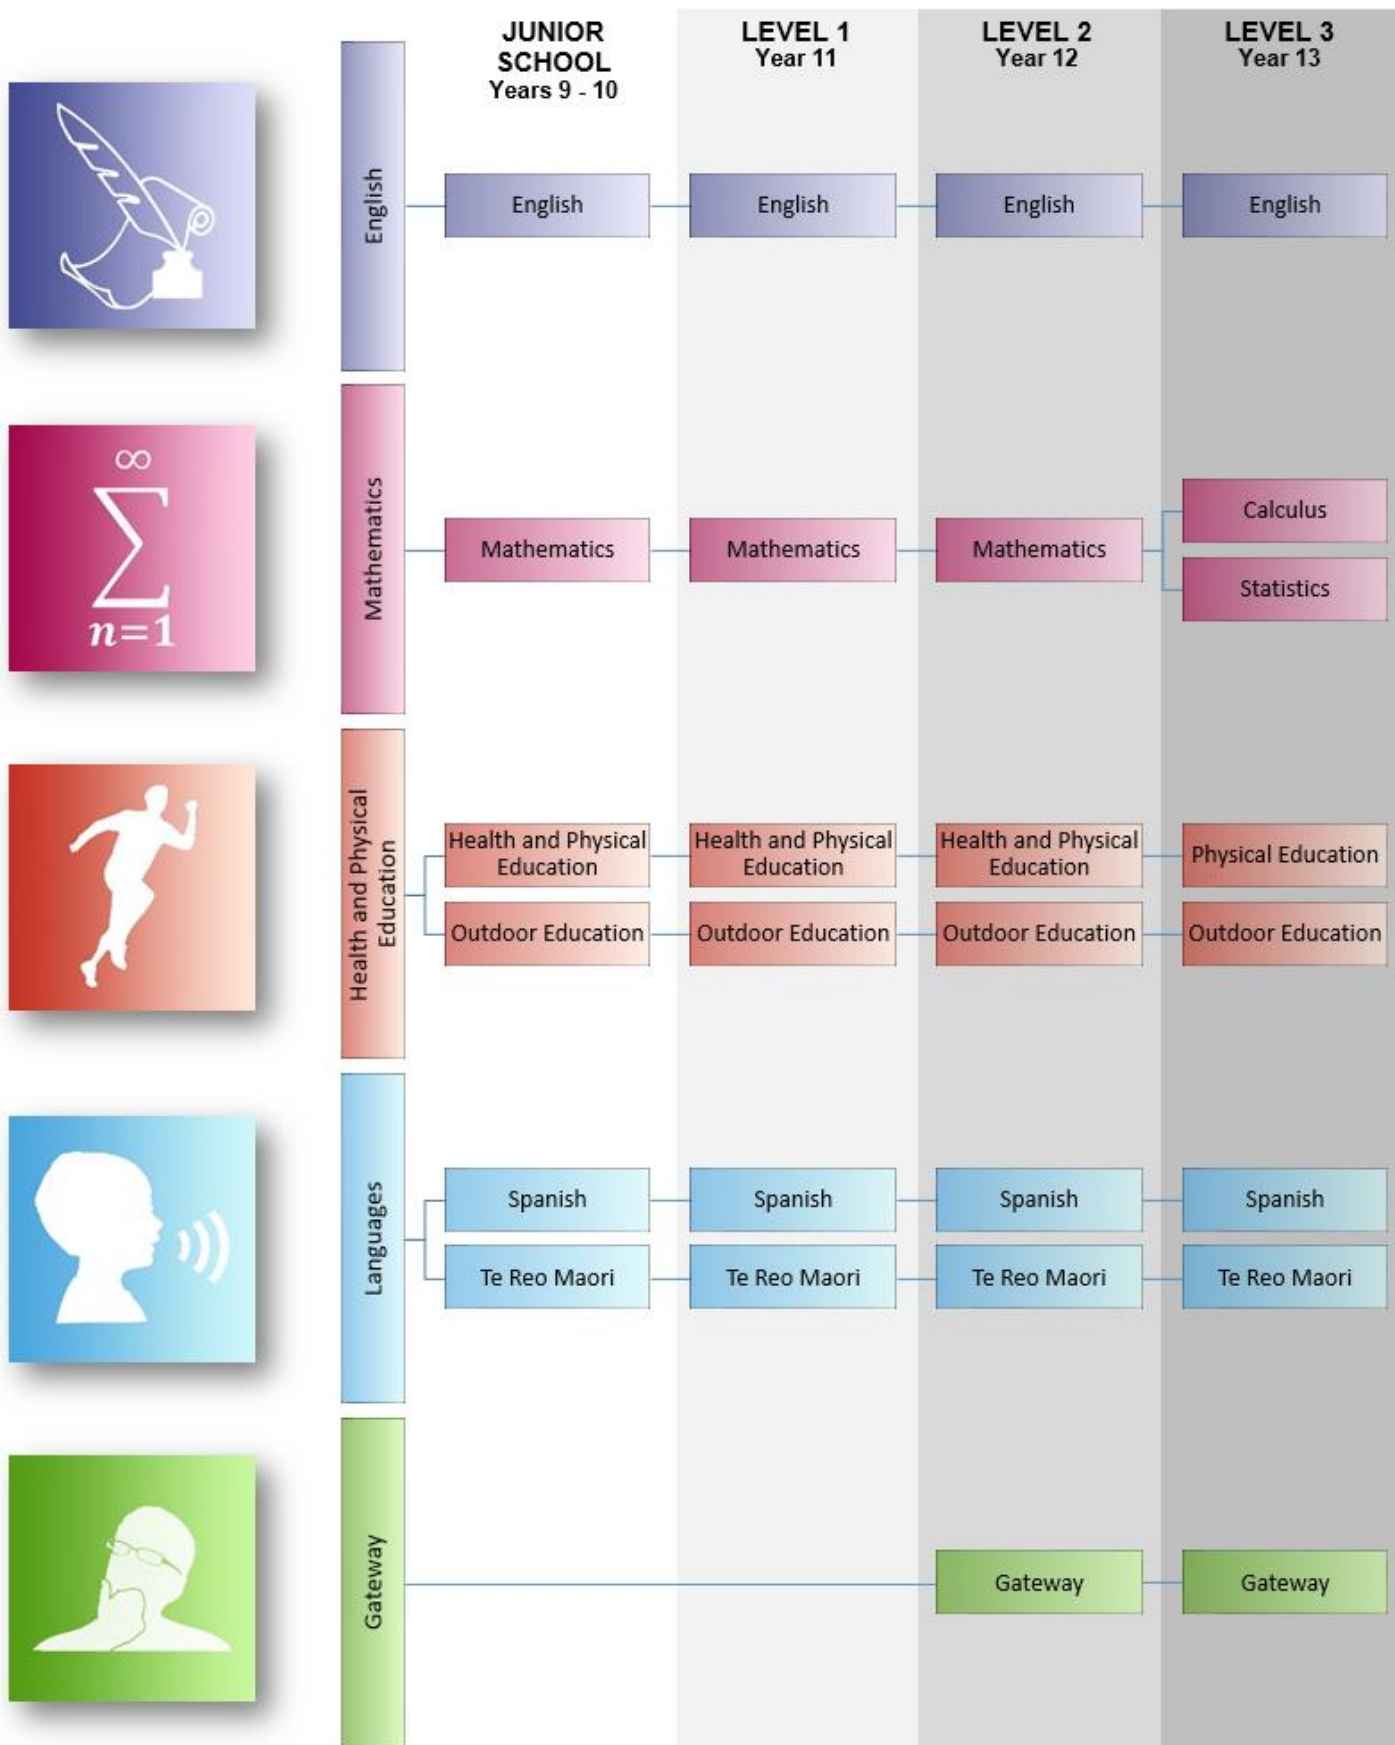 JUNIOR
SCHOOL
Years 9 - 10
LEVEL 1
Year 11
LEVEL 2
Year 12
LEVEL 3
Year 13
English
English
English
English
English
∞
∑
n=1
Mathematics
Mathematics
Mathematics
Mathematics
Calculus
Statistics
Health and Physical
Education
Health and Physical
Education
Health and Physical
Education
Health and Physical
Education
Physical Education
Outdoor Education
Outdoor Education
Outdoor Education
Outdoor Education
Languages
Spanish
Spanish
Spanish
Spanish
Te Reo Maori
Te Reo Maori
Te Reo Maori
Te Reo Maori
Gateway
Gateway
Gateway